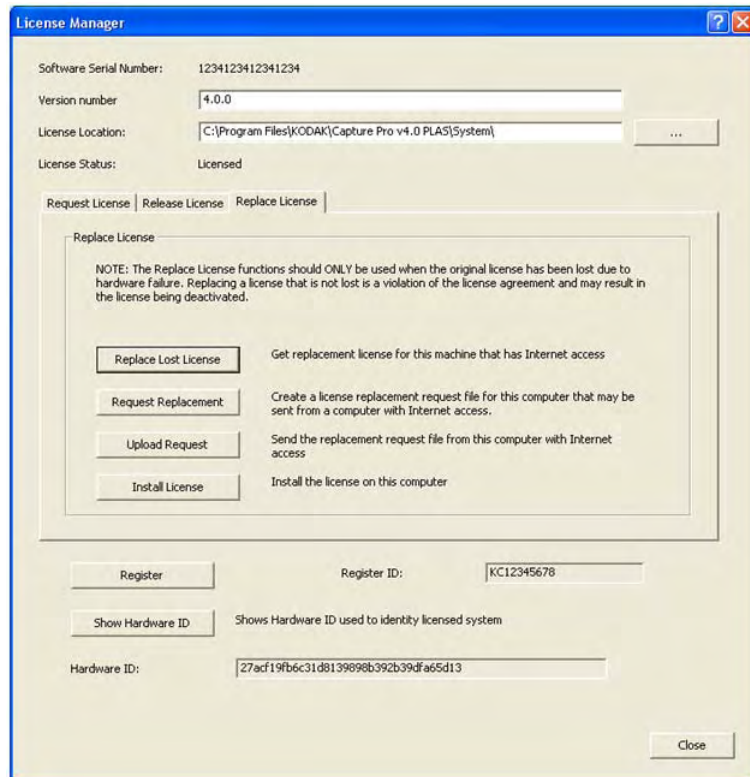 License Manager
Software Serial Number: 1234123412341234
Version number 4.0.0
License Location: C:\Program Files\KODAK\Capture Pro v4.0 PLAS\System\ ...
License Status: Licensed
Request License Release License Replace License
Replace License
NOTE: The Replace License functions should ONLY be used when the original license has been lost due to
hardware failure. Replacing a license that is not lost is a violation of the license agreement and may result in
the license being deactivated.
Replace Lost License Get replacement license for this machine that has Internet access
Request Replacement Create a license replacement request file for this computer that may be
sent from a computer with Internet access.
Upload Request Send the replacement request file from this computer with Internet
access
Install License Install the license on this computer
Register Register ID: KC12345678
Show Hardware ID Shows Hardware ID used to identity licensed system
Hardware ID: 27acf19fb6c31d8139898b392b39dfa65d13
Close